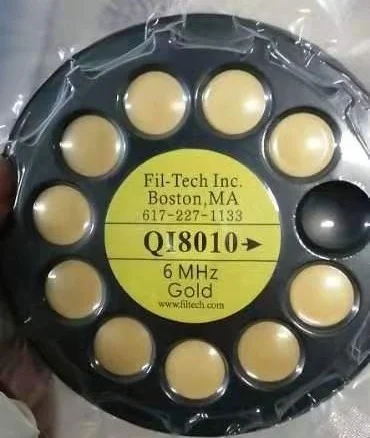 Fil-Tech Inc.
Boston,MA
617-227-1133
QI8010➤
6 MHz
Gold
www.filtech.com